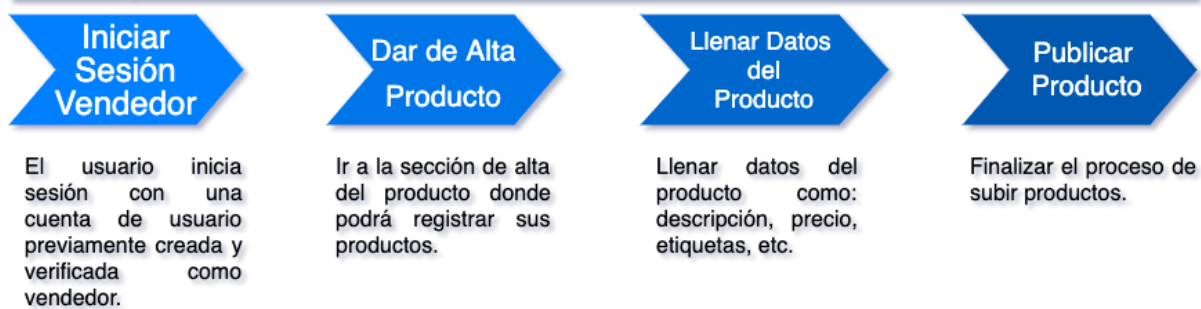 Iniciar
Sesión
Vendedor
El usuario inicia
sesión con una
cuenta de usuario
previamente creada y
verificada como
vendedor.
Dar de Alta
Producto
Ir a la sección de alta
del producto donde
podrá registrar sus
productos.
Llenar Datos
del
Producto
Llenar datos del
producto como:
descripción, precio,
etiquetas, etc.
Publicar
Producto
Finalizar el proceso de
subir productos.